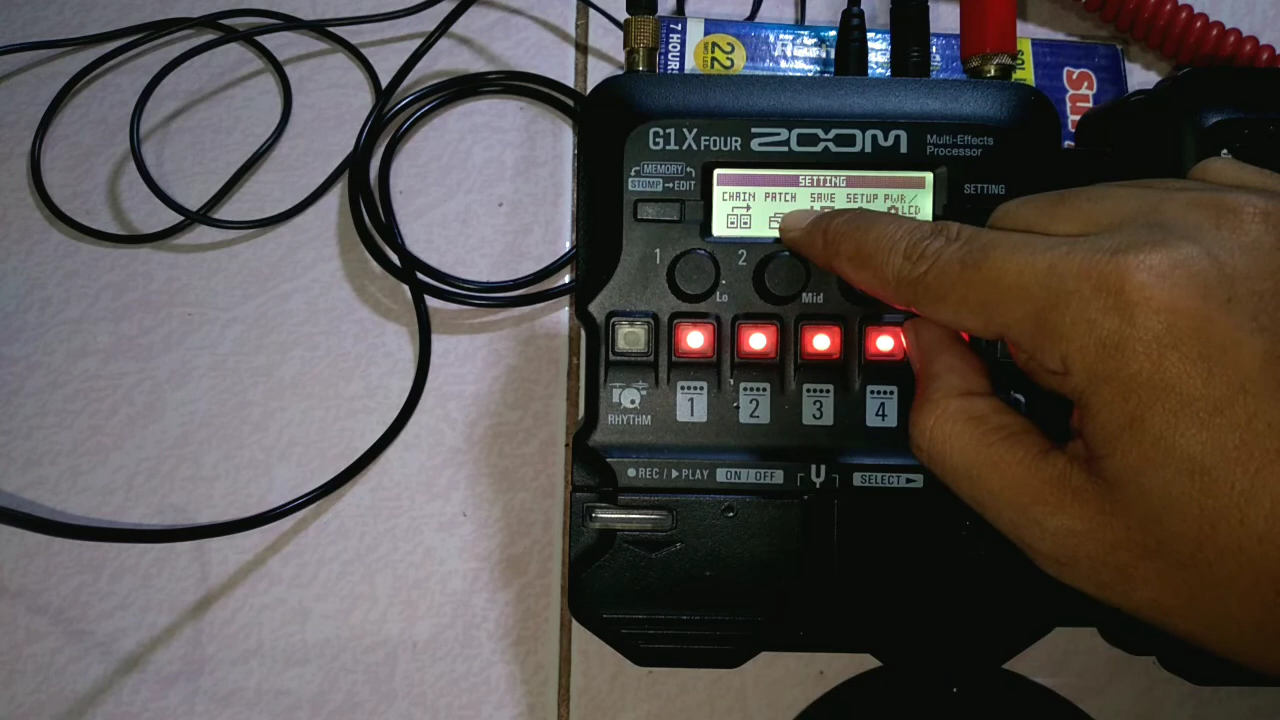 7 HOURS
22
G1X FOUR ZOOM Multi-Effects Processor
MEMORY
STOMP → EDIT
SETTING
SETTING
CHAIN PATCH SAVE SETUP PWR/LCD
1 2
Lo Mid
1 2 3 4
RHYTHM
REC / PLAY ON / OFF SELECT